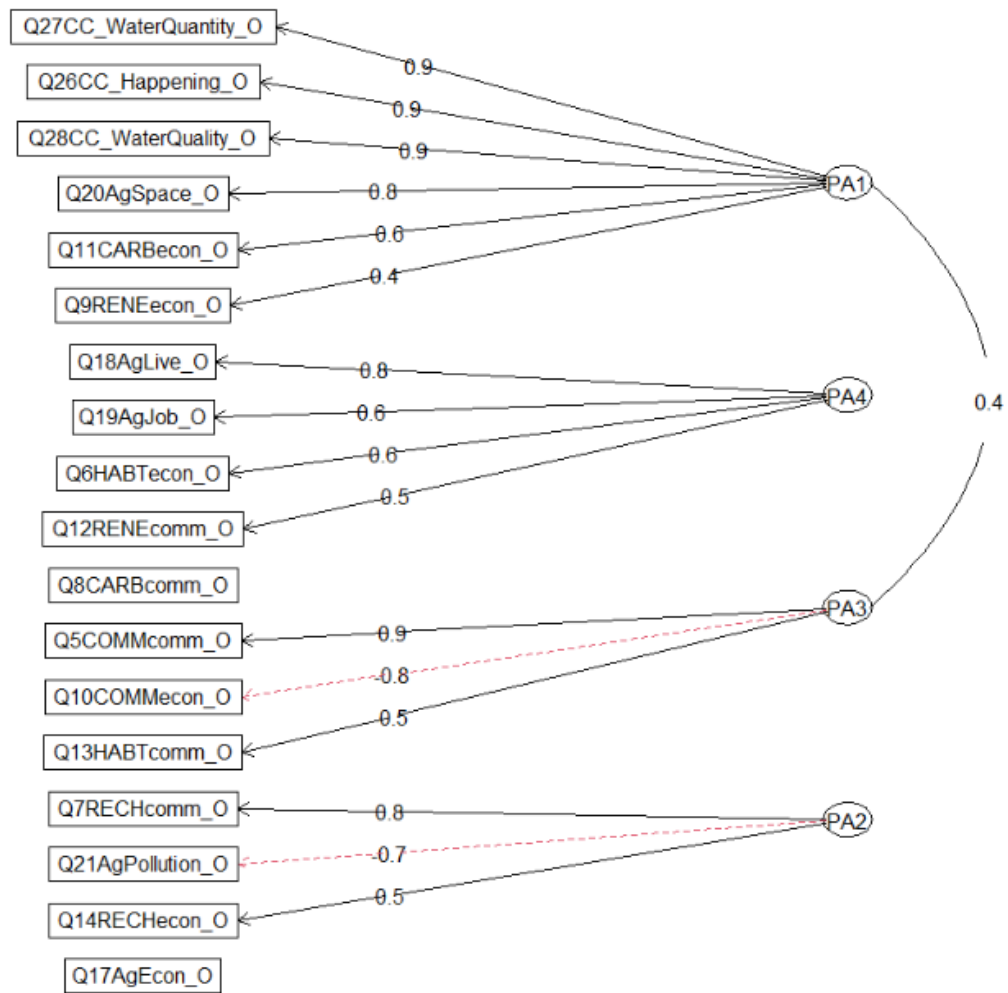 Q27CC_WaterQuantity_O
0.9
Q26CC_Happening_O
0.9
Q28CC_WaterQuality_O
0.9
PA1
Q20AgSpace_O
0.8
Q11CARBecon_O
0.6
Q9RENEecon_O
0.4
Q18AgLive_O
0.8
PA4
0.4
Q19AgJob_O
0.6
Q6HABTecon_O
0.6
Q12RENEcomm_O
0.5
Q8CARBcomm_O
PA3
Q5COMMcomm_O
0.9
Q10COMMecon_O
-0.8
Q13HABTcomm_O
0.5
Q7RECHcomm_O
0.8
PA2
Q21AgPollution_O
-0.7
Q14RECHecon_O
0.5
Q17AgEcon_O